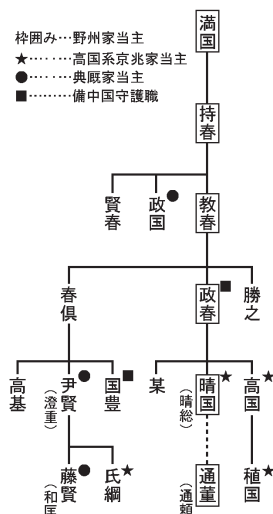 枠囲み…野州家当主
★………高国系京兆家当主
●………典厩家当主
■………備中国守護職
満国
持春
教春
政国●
賢春
勝之
政春■
春倶
高国★
晴国★
（晴総）
某
国豊■
尹賢●
（澄重）
高基
稙国★
通董
（通頼）
氏綱★
藤賢●